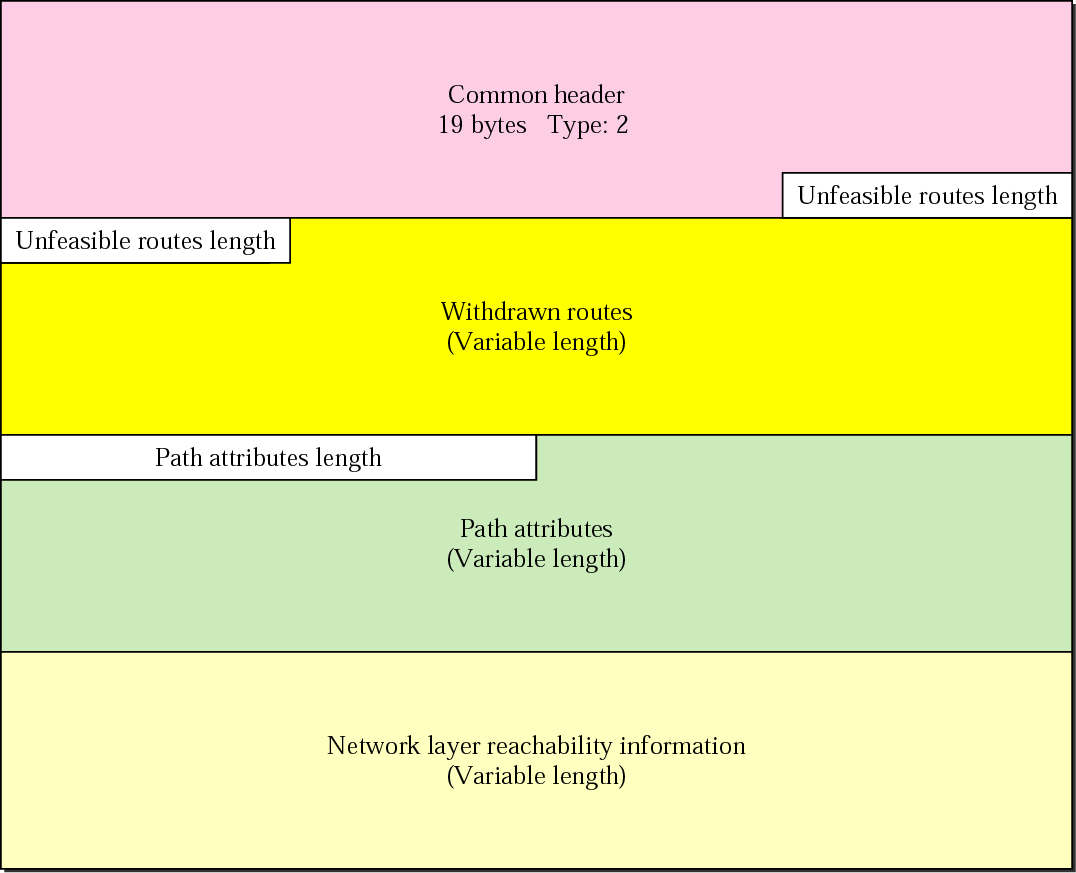 Common header
19 bytes Type: 2
Unfeasible routes length
Unfeasible routes length
Withdrawn routes
(Variable length)
Path attributes length
Path attributes
(Variable length)
Network layer reachability information
(Variable length)